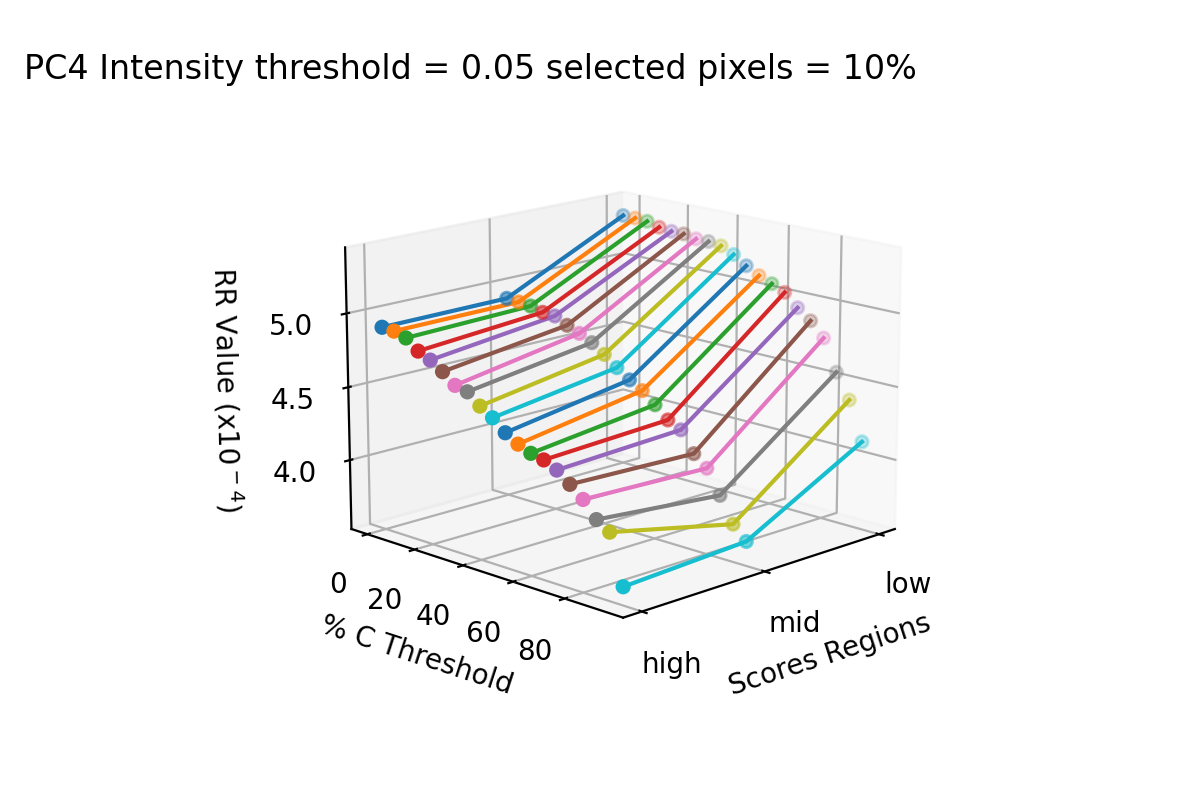 PC4 Intensity threshold = 0.05 selected pixels = 10%
RR Value (x10⁻⁴)
5.0
4.5
4.0
0
20
40
60
80
% C Threshold
high
mid
low
Scores Regions